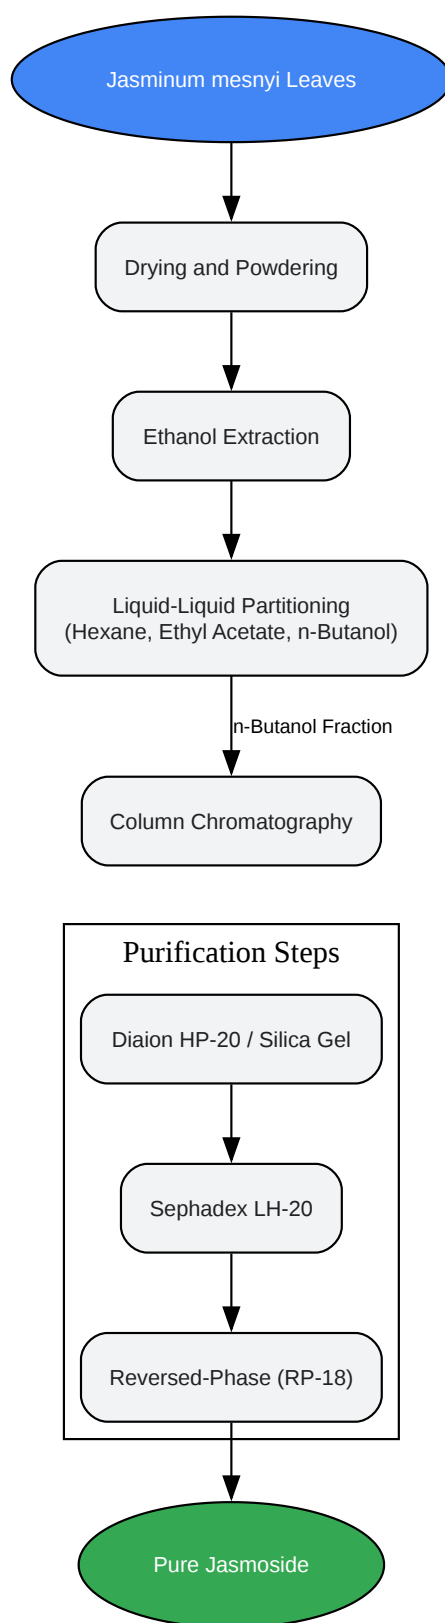 Jasminum mesnyi Leaves
Drying and Powdering
Ethanol Extraction
Liquid-Liquid Partitioning
(Hexane, Ethyl Acetate, n-Butanol)
n-Butanol Fraction
Column Chromatography
Purification Steps
Diaion HP-20 / Silica Gel
Sephadex LH-20
Reversed-Phase (RP-18)
Pure Jasmoside